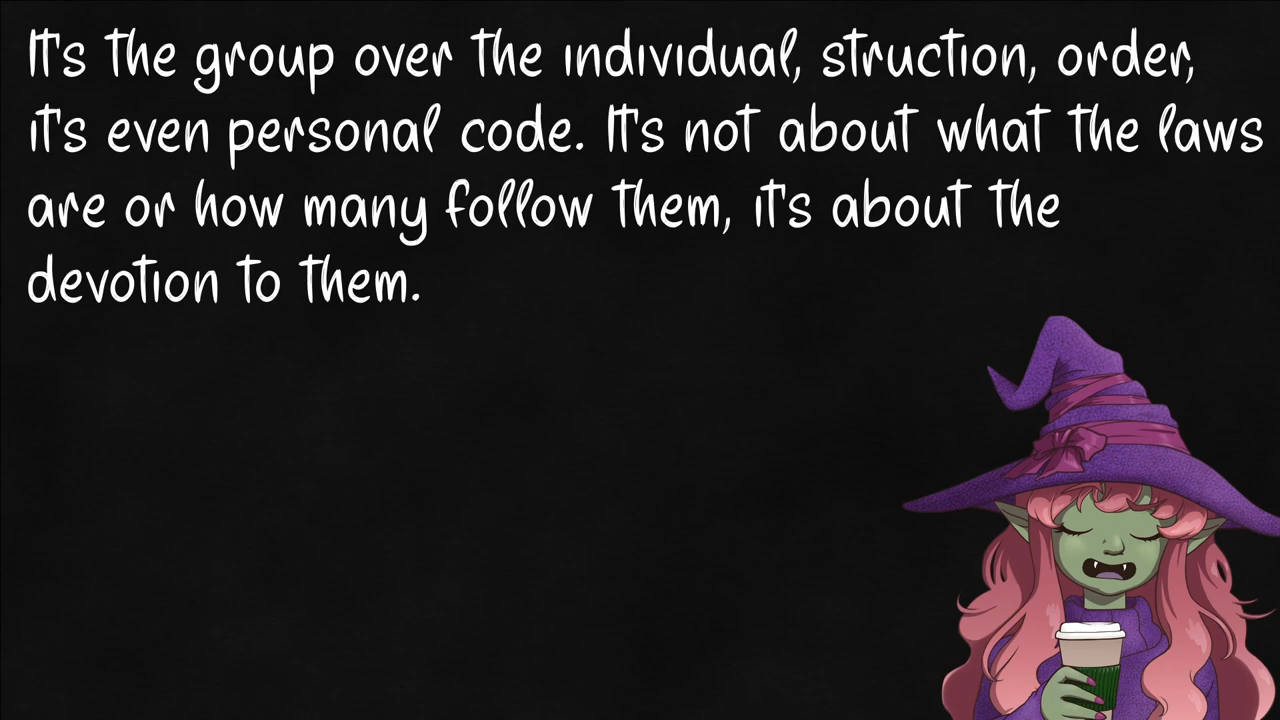 It's the group over the individual, struction, order,
it's even personal code. It's not about what the laws
are or how many follow them, it's about the
devotion to them.